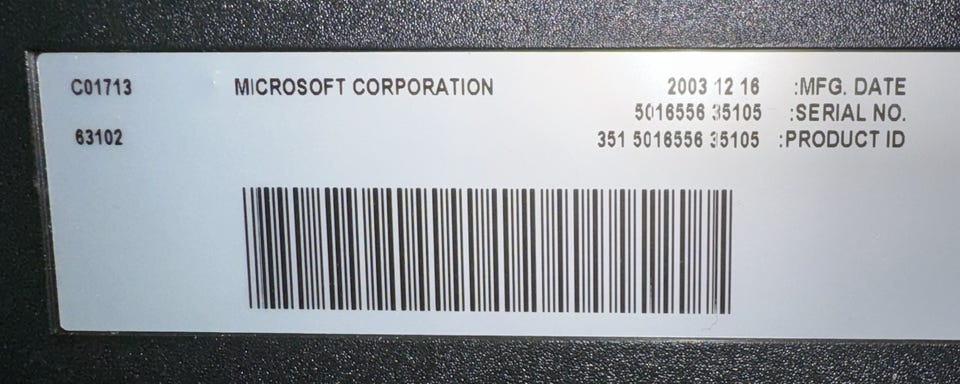 C01713 MICROSOFT CORPORATION 2003 12 16 :MFG. DATE
5016556 35105 :SERIAL NO.
63102 351 5016556 35105 :PRODUCT ID